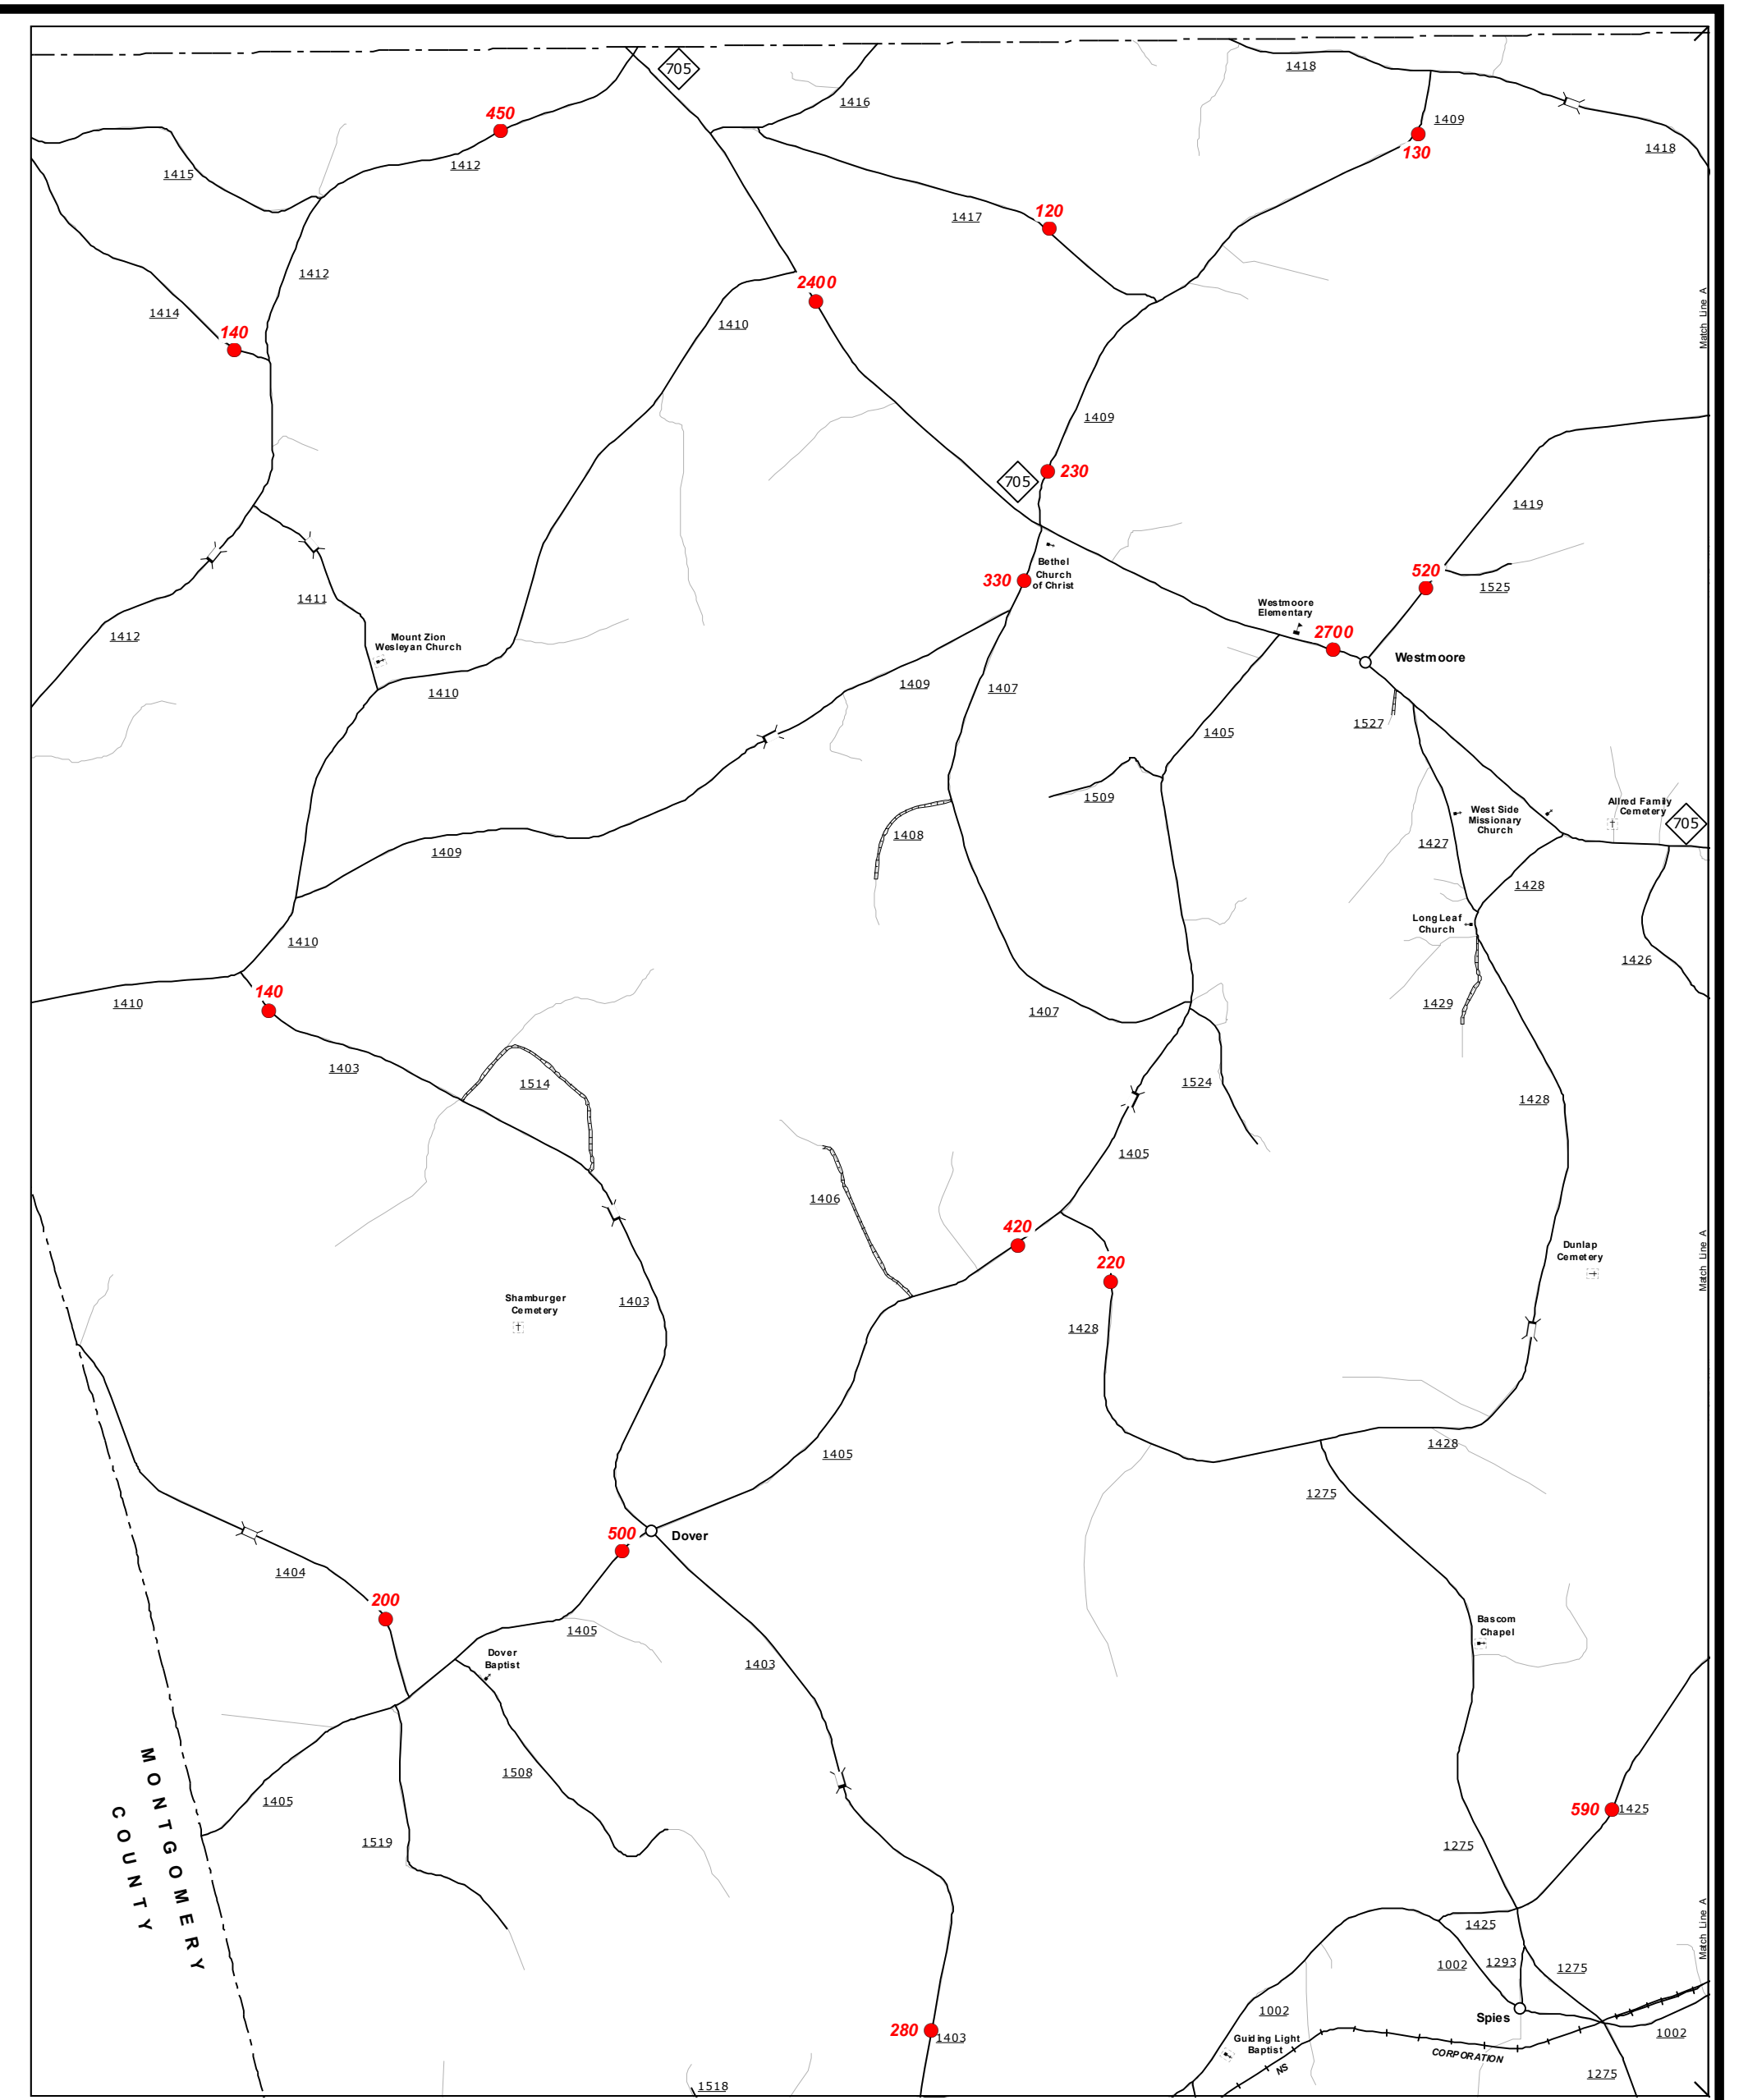 705
1418
1416
450
1409
130
1418
1415
1412
120
1417
1412
2400
1414
1410
140
Match Line A
1409
705
230
1419
520
1525
330
Bethel
Church
of Christ
1411
1412
Westmoore
Elementary
2700
Westmoore
Mount Zion
Wesleyan Church
1410
1409
1407
1527
1405
1509
1408
1409
West Side
Missionary
Church
Allred Family
Cemetery
705
1427
1428
Long Leaf
Church
1410
1426
140
1410
1407
1429
1403
1514
1524
1428
1405
1406
420
220
Dunlap
Cemetery
Match Line A
Shamburger
Cemetery
1403
1428
1405
1428
1275
500
Dover
1404
200
1405
Dover
Baptist
1403
Bascom
Chapel
MONTGOMERY
COUNTY
1508
1405
1519
590
1425
1275
1425
Match Line A
1002
1293
1275
1002
Spies
1002
280
1403
Guiding Light
Baptist
NS
CORPORATION
1275
1518